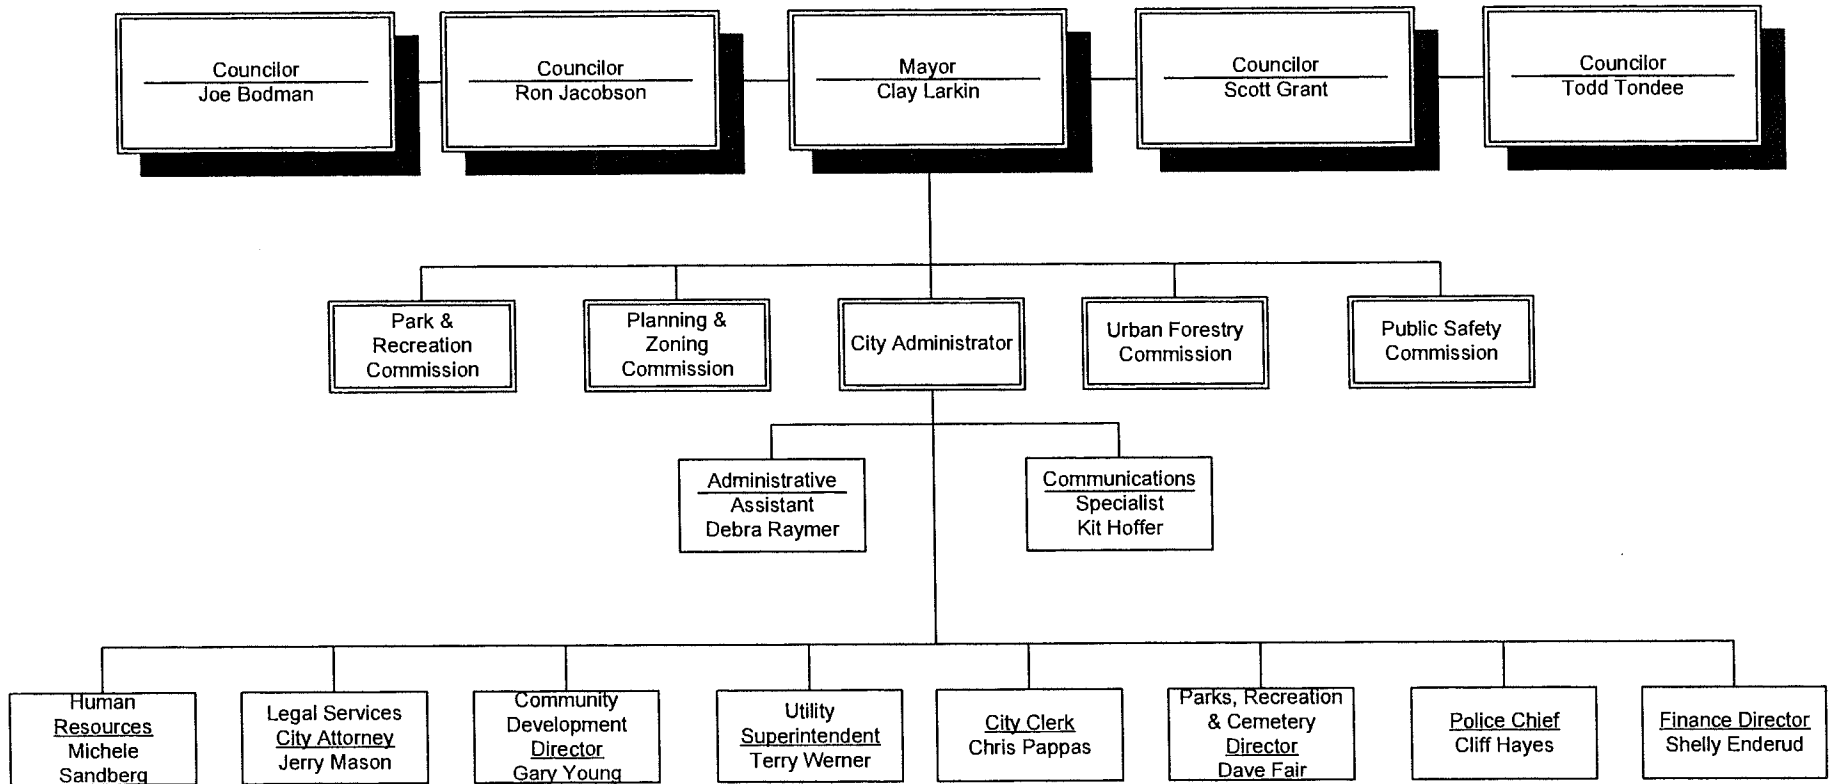 Councilor
Joe Bodman
Councilor
Ron Jacobson
Mayor
Clay Larkin
Councilor
Scott Grant
Councilor
Todd Tondee
Park &
Recreation
Commission
Planning &
Zoning
Commission
City Administrator
Urban Forestry
Commission
Public Safety
Commission
Administrative
Assistant
Debra Raymer
Communications
Specialist
Kit Hoffer
Human
Resources
Michele
Sandberg
Legal Services
City Attorney
Jerry Mason
Community
Development
Director
Gary Young
Utility
Superintendent
Terry Werner
City Clerk
Chris Pappas
Parks, Recreation
& Cemetery
Director
Dave Fair
Police Chief
Cliff Hayes
Finance Director
Shelly Enderud